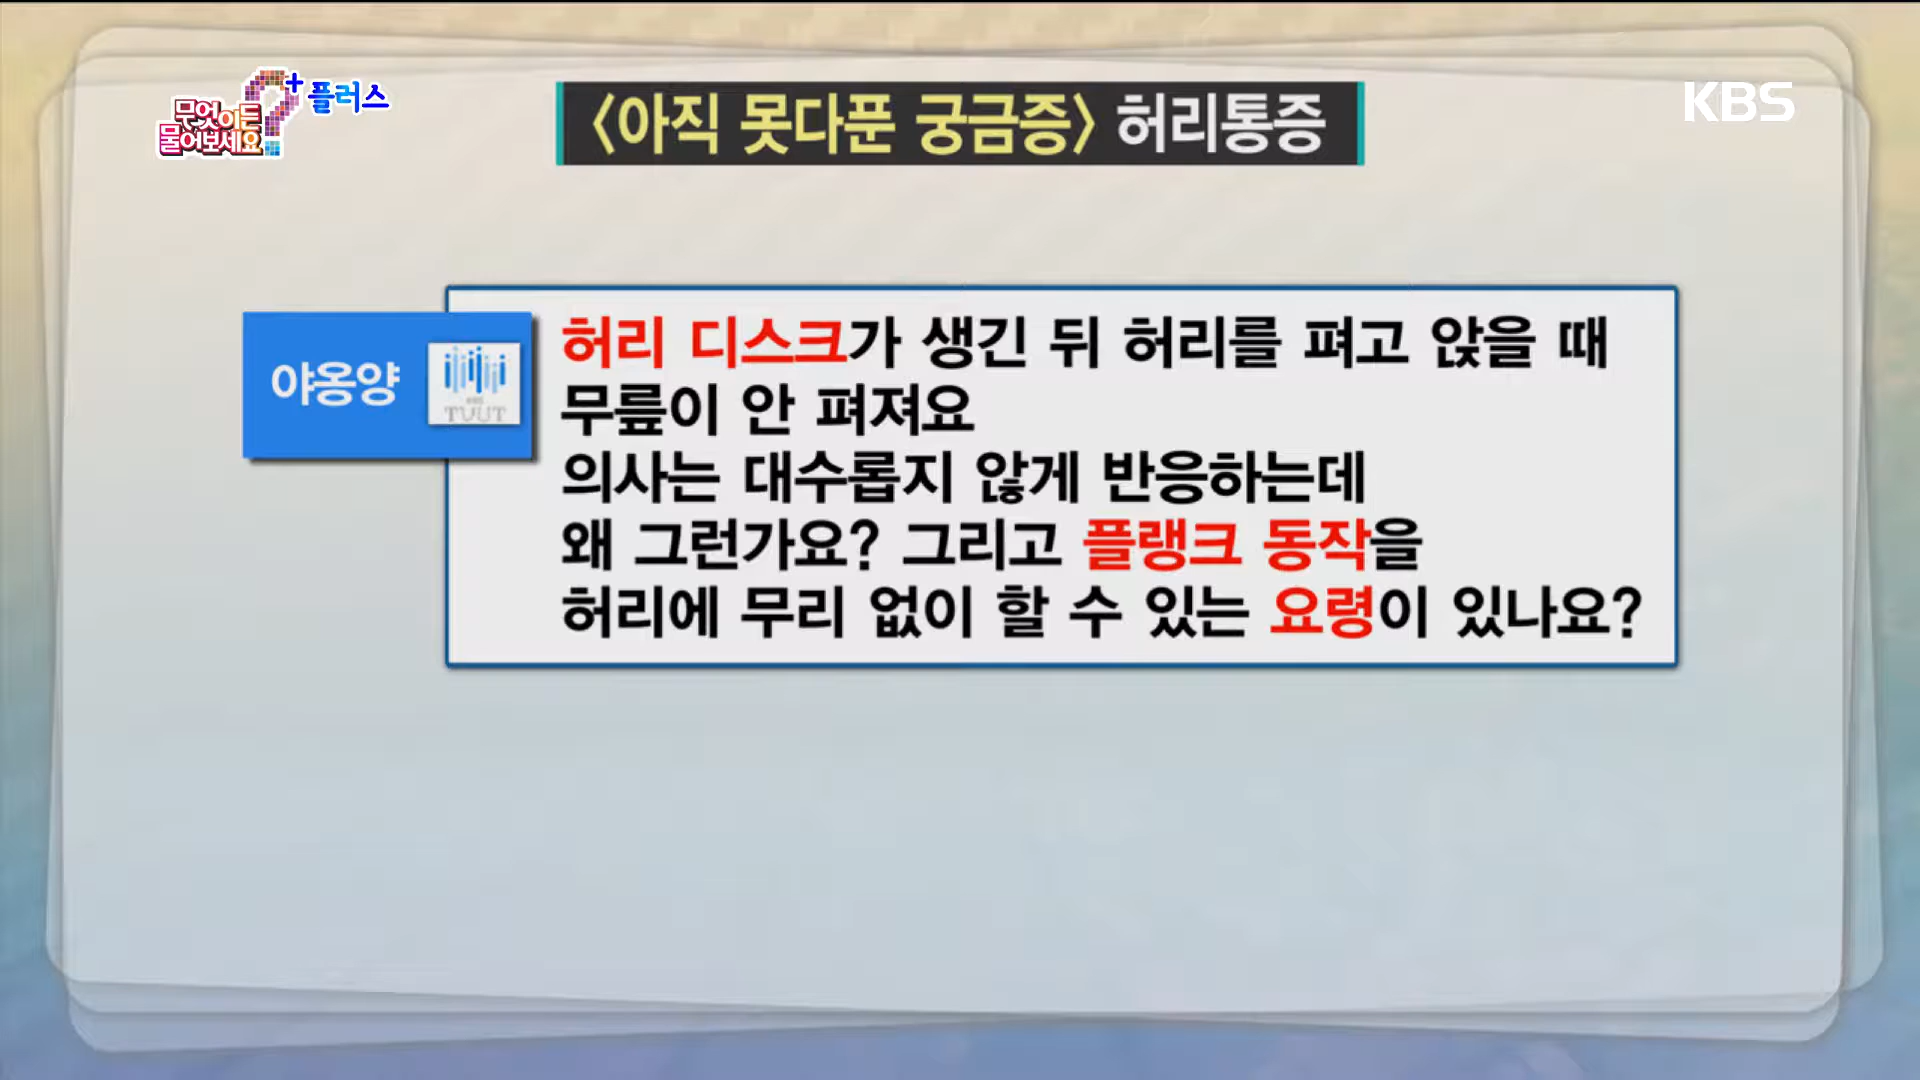 무엇이든 물어보세요 + 플러스
<아직 못다푼 궁금증> 허리통증
KBS
야옹양
허리 디스크가 생긴 뒤 허리를 펴고 앉을 때
무릎이 안 펴져요
의사는 대수롭지 않게 반응하는데
왜 그런가요? 그리고 플랭크 동작을
허리에 무리 없이 할 수 있는 요령이 있나요?